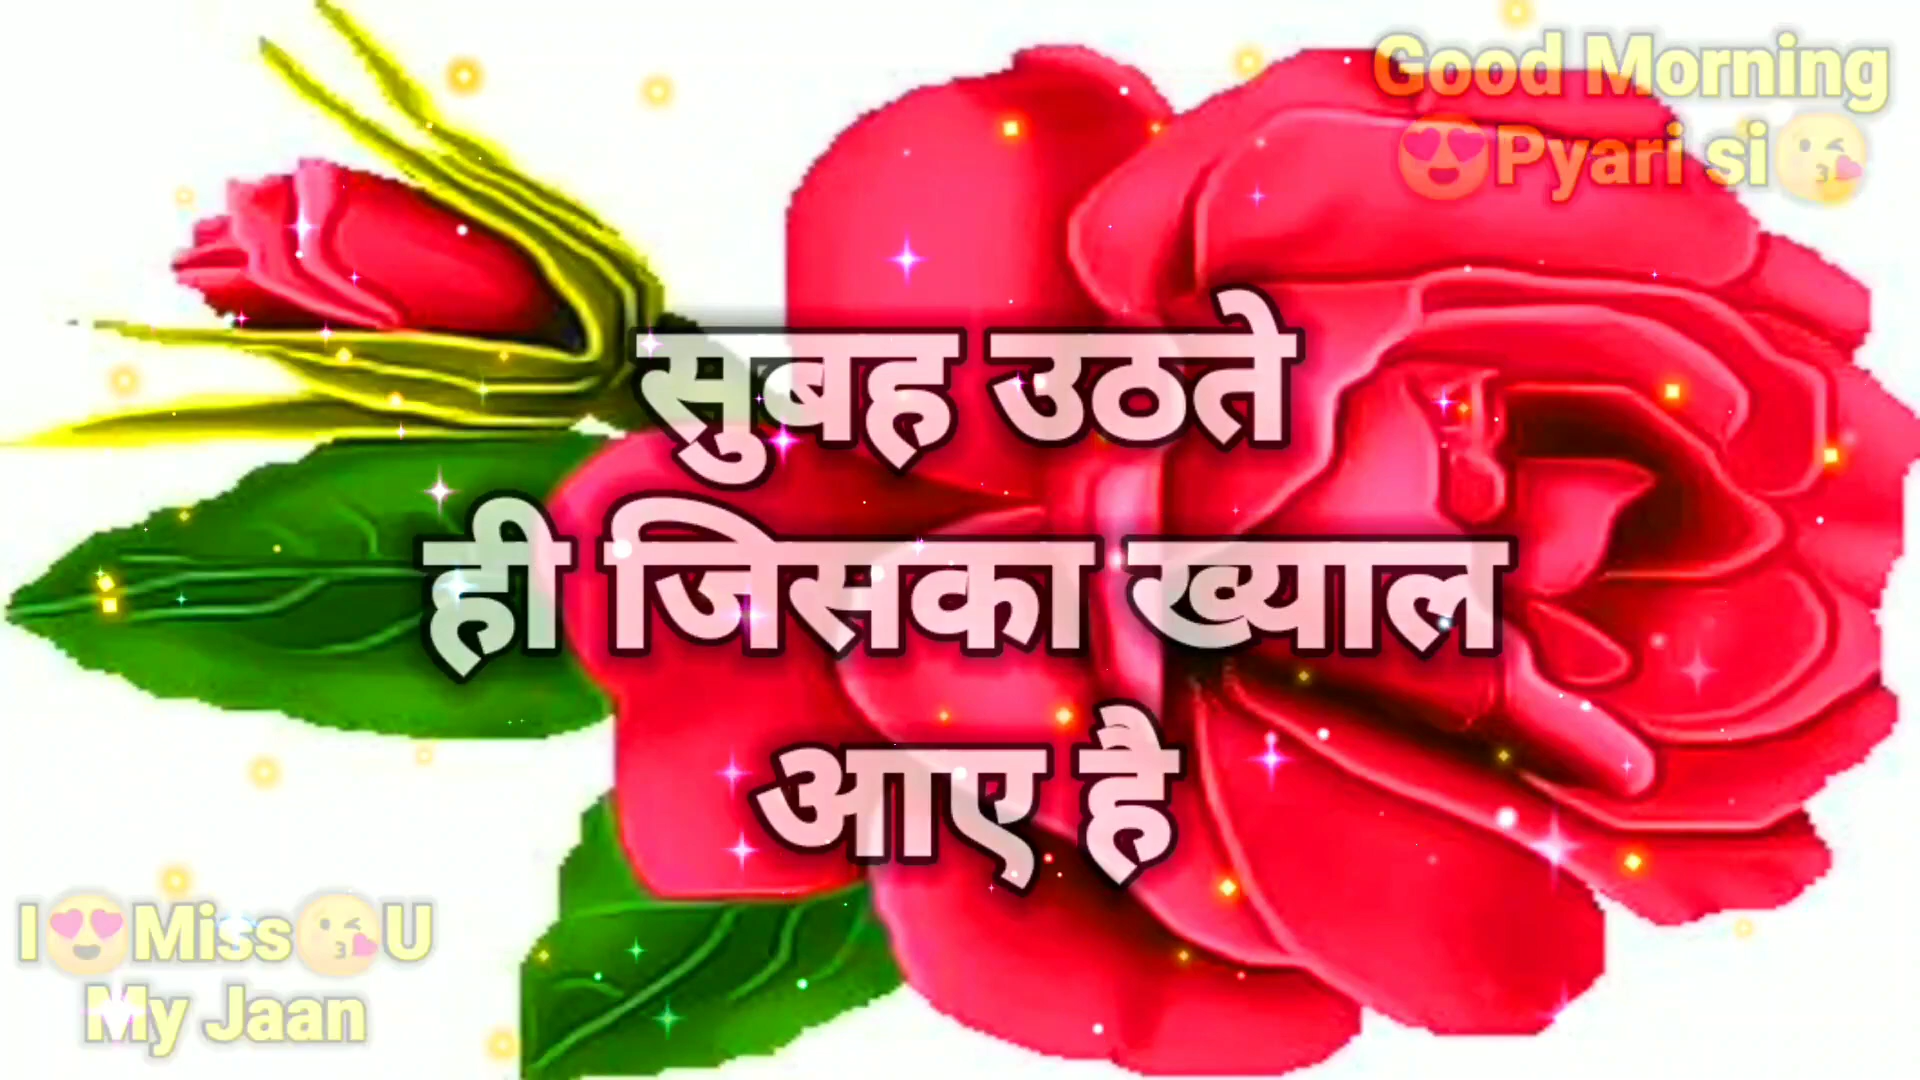 Good Morning
😍Pyari si😘
सुबह उठते
ही जिसका ख्याल
आए है
I😍Miss😘U
My Jaan